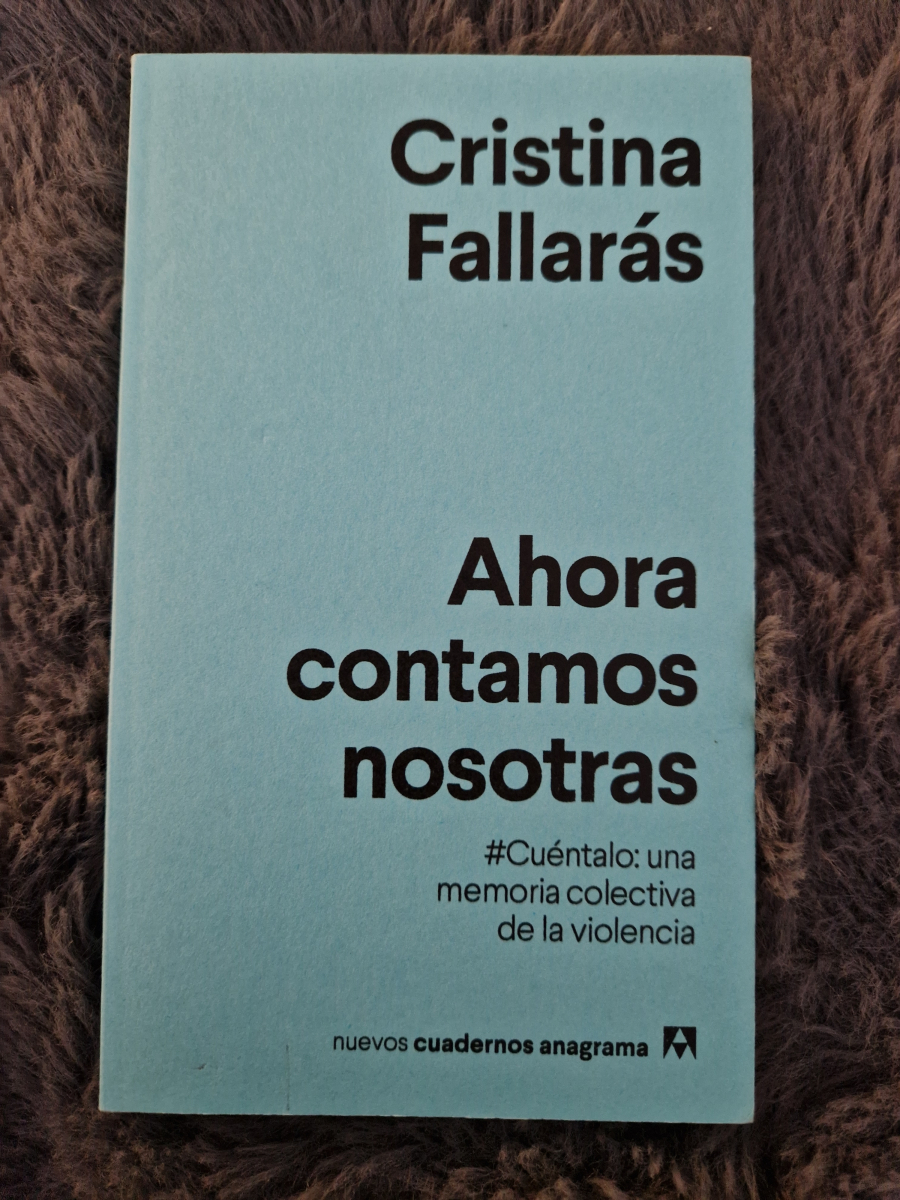 Cristina
Fallarás
Ahora
contamos
nosotras
#Cuéntalo: una
memoria colectiva
de la violencia
nuevos cuadernos anagrama